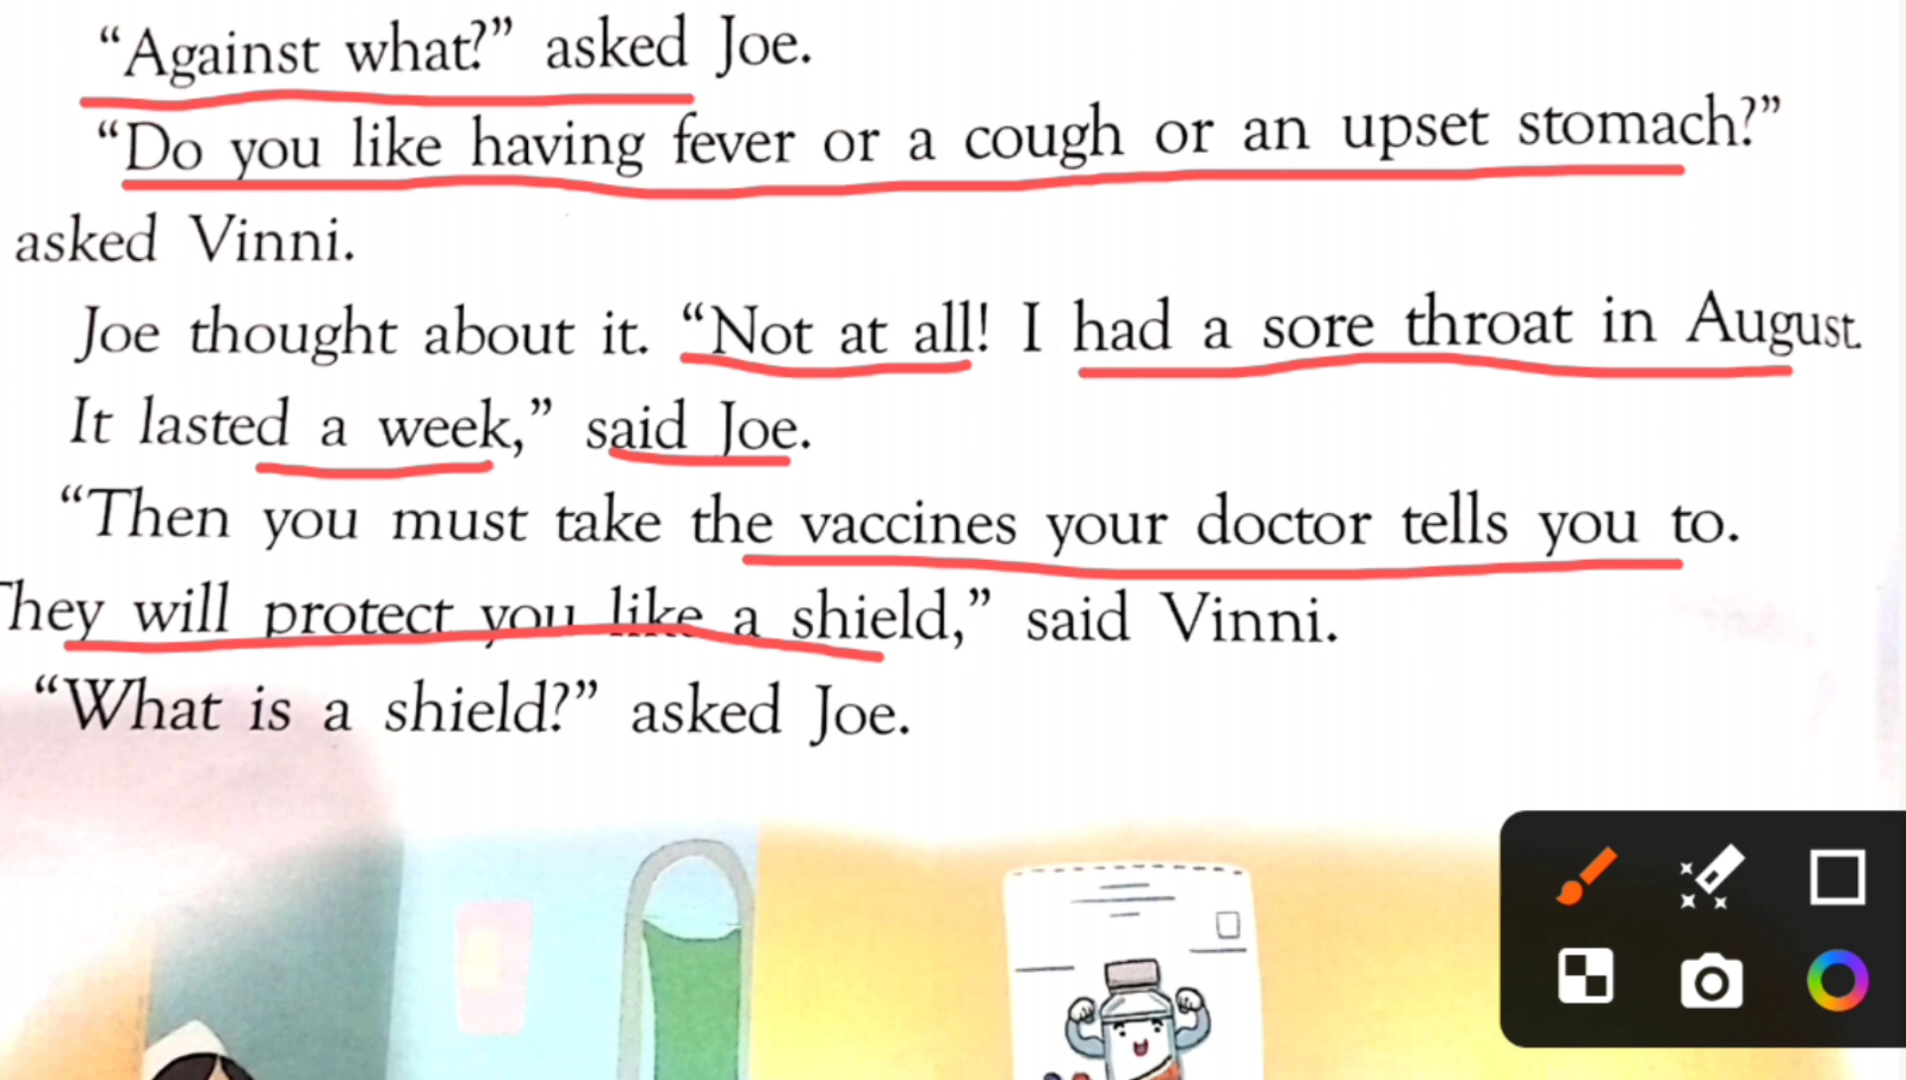 “Against what?” asked Joe.
“Do you like having fever or a cough or an upset stomach?”
asked Vinni.
Joe thought about it. “Not at all! I had a sore throat in August.
It lasted a week,” said Joe.
“Then you must take the vaccines your doctor tells you to.
They will protect you like a shield,” said Vinni.
“What is a shield?” asked Joe.